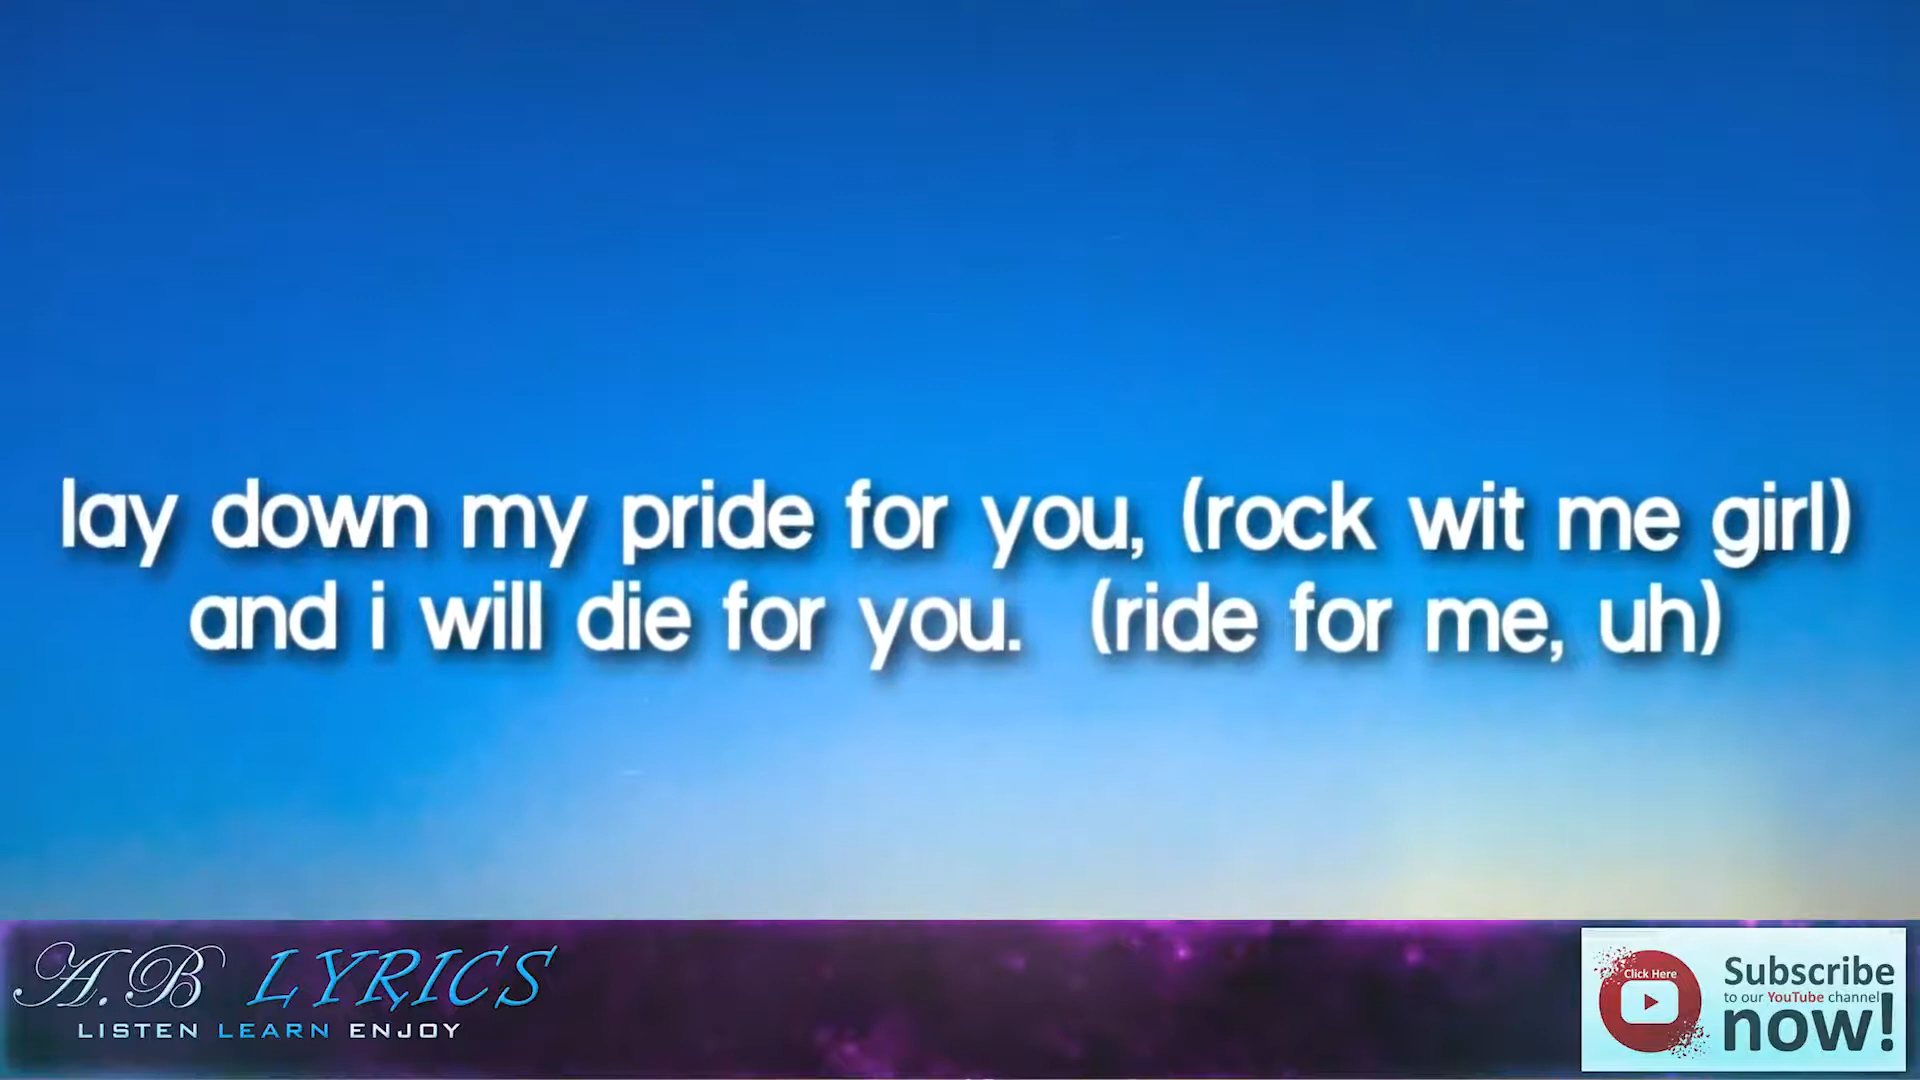 lay down my pride for you, (rock wit me girl)
and i will die for you. (ride for me, uh)
A.B LYRICS
LISTEN LEARN ENJOY
Click Here
Subscribe
to our YouTube channel
now!